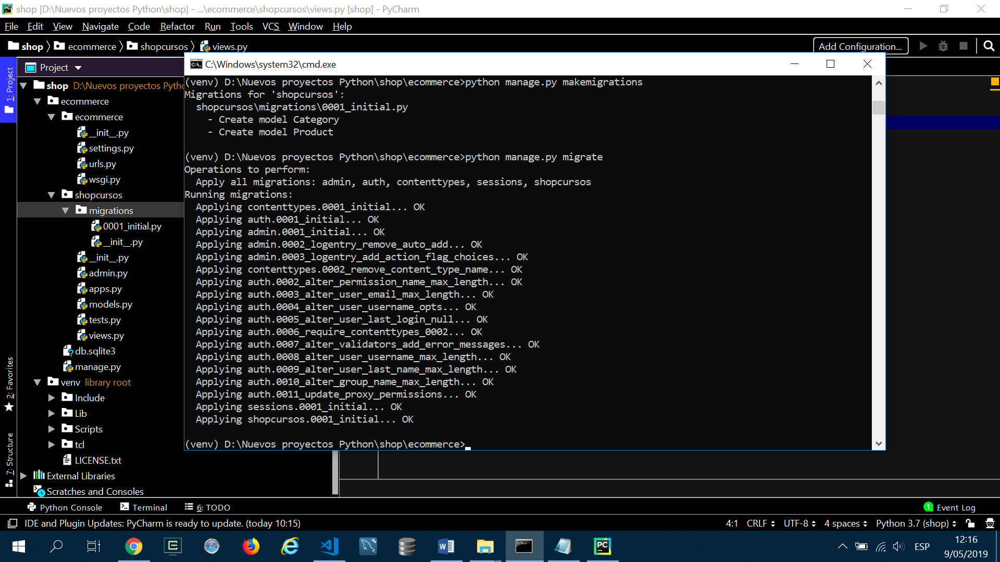 shop [D:\Nuevos proyectos Python\shop] - ...\ecommerce\shopcursos\views.py [shop] - PyCharm
File Edit View Navigate Code Refactor Run Tools VCS Window Help
shop ecommerce shopcursos views.py
Add Configuration...
1: Project
2: Favorites
7: Structure
Project
shop D:\Nuevos proyectos Pytho
ecommerce
ecommerce
__init__.py
settings.py
urls.py
wsgi.py
shopcursos
migrations
0001_initial.py
__init__.py
__init__.py
admin.py
apps.py
models.py
tests.py
views.py
db.sqlite3
manage.py
venv library root
Include
Lib
Scripts
tcl
LICENSE.txt
External Libraries
Scratches and Consoles
C:\Windows\system32\cmd.exe
(venv) D:\Nuevos proyectos Python\shop\ecommerce>python manage.py makemigrations
Migrations for 'shopcursos':
shopcursos\migrations\0001_initial.py
- Create model Category
- Create model Product
(venv) D:\Nuevos proyectos Python\shop\ecommerce>python manage.py migrate
Operations to perform:
Apply all migrations: admin, auth, contenttypes, sessions, shopcursos
Running migrations:
Applying contenttypes.0001_initial... OK
Applying auth.0001_initial... OK
Applying admin.0001_initial... OK
Applying admin.0002_logentry_remove_auto_add... OK
Applying admin.0003_logentry_add_action_flag_choices... OK
Applying contenttypes.0002_remove_content_type_name... OK
Applying auth.0002_alter_permission_name_max_length... OK
Applying auth.0003_alter_user_email_max_length... OK
Applying auth.0004_alter_user_username_opts... OK
Applying auth.0005_alter_user_last_login_null... OK
Applying auth.0006_require_contenttypes_0002... OK
Applying auth.0007_alter_validators_add_error_messages... OK
Applying auth.0008_alter_user_username_max_length... OK
Applying auth.0009_alter_user_last_name_max_length... OK
Applying auth.0010_alter_group_name_max_length... OK
Applying auth.0011_update_proxy_permissions... OK
Applying sessions.0001_initial... OK
Applying shopcursos.0001_initial... OK
(venv) D:\Nuevos proyectos Python\shop\ecommerce>
Python Console Terminal 6: TODO
1 Event Log
IDE and Plugin Updates: PyCharm is ready to update. (today 10:15)
4:1 CRLF UTF-8 4 spaces Python 3.7 (shop)
ESP
12:16
9/05/2019